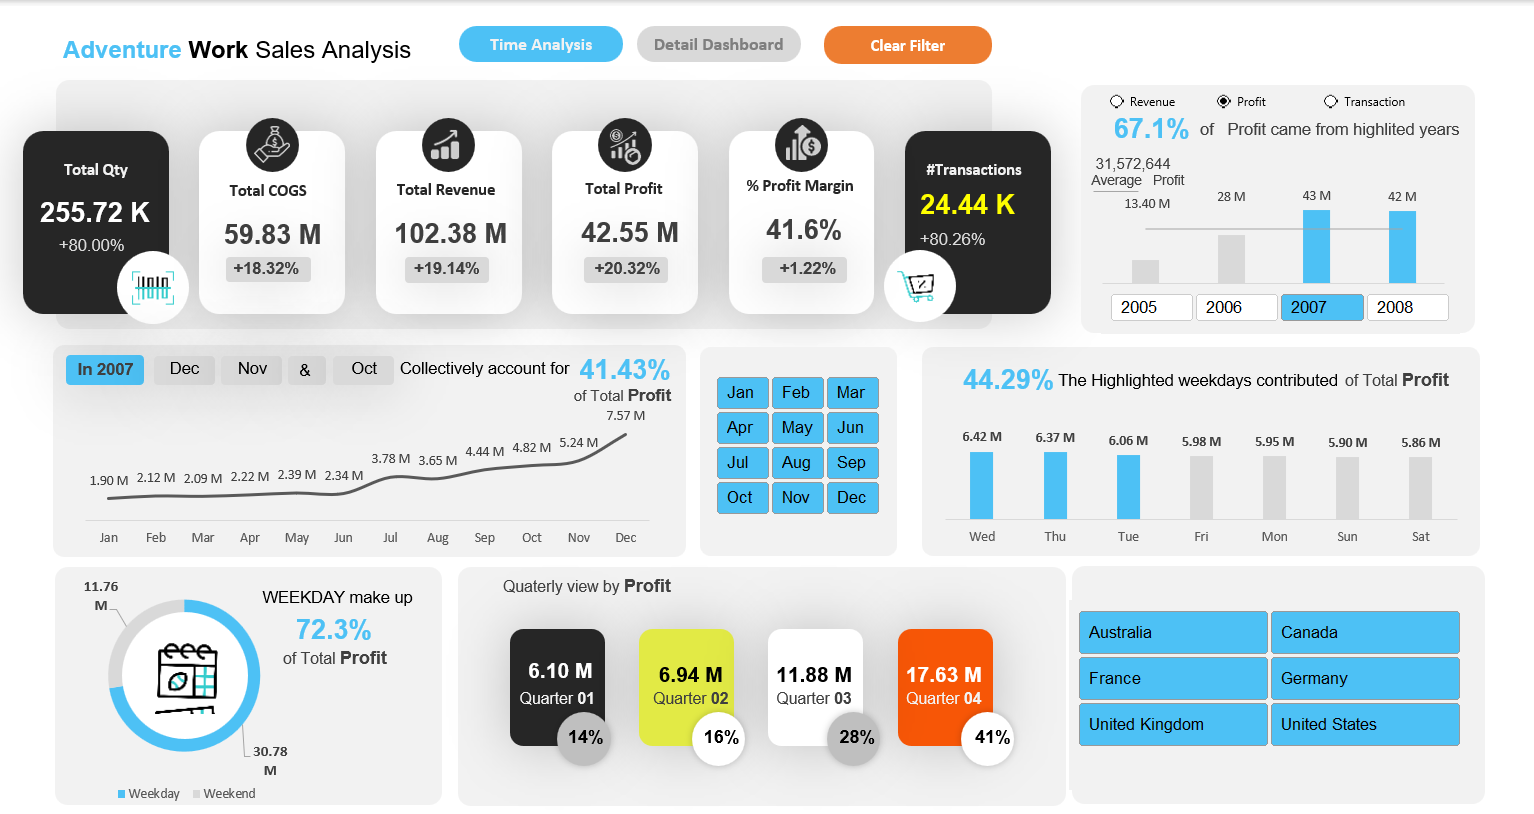 Adventure Work Sales Analysis
Time Analysis
Detail Dashboard
Clear Filter
Total Qty
255.72 K
+80.00%
Total COGS
59.83 M
+18.32%
Total Revenue
102.38 M
+19.14%
Total Profit
42.55 M
+20.32%
% Profit Margin
41.6%
+1.22%
#Transactions
24.44 K
+80.26%
Revenue Profit Transaction
67.1% of Profit came from highlited years
31,572,644
Average Profit
13.40 M 28 M 43 M 42 M
2005 2006 2007 2008
In 2007 Dec Nov & Oct Collectively account for 41.43%
of Total Profit
1.90 M 2.12 M 2.09 M 2.22 M 2.39 M 2.34 M 3.78 M 3.65 M 4.44 M 4.82 M 5.24 M 7.57 M
Jan Feb Mar Apr May Jun Jul Aug Sep Oct Nov Dec
Jan Feb Mar
Apr May Jun
Jul Aug Sep
Oct Nov Dec
44.29% The Highlighted weekdays contributed of Total Profit
6.42 M 6.37 M 6.06 M 5.98 M 5.95 M 5.90 M 5.86 M
Wed Thu Tue Fri Mon Sun Sat
11.76
M
WEEKDAY make up
72.3%
of Total Profit
30.78
M
Weekday Weekend
Quaterly view by Profit
6.10 M
Quarter 01
14%
6.94 M
Quarter 02
16%
11.88 M
Quarter 03
28%
17.63 M
Quarter 04
41%
Australia Canada
France Germany
United Kingdom United States